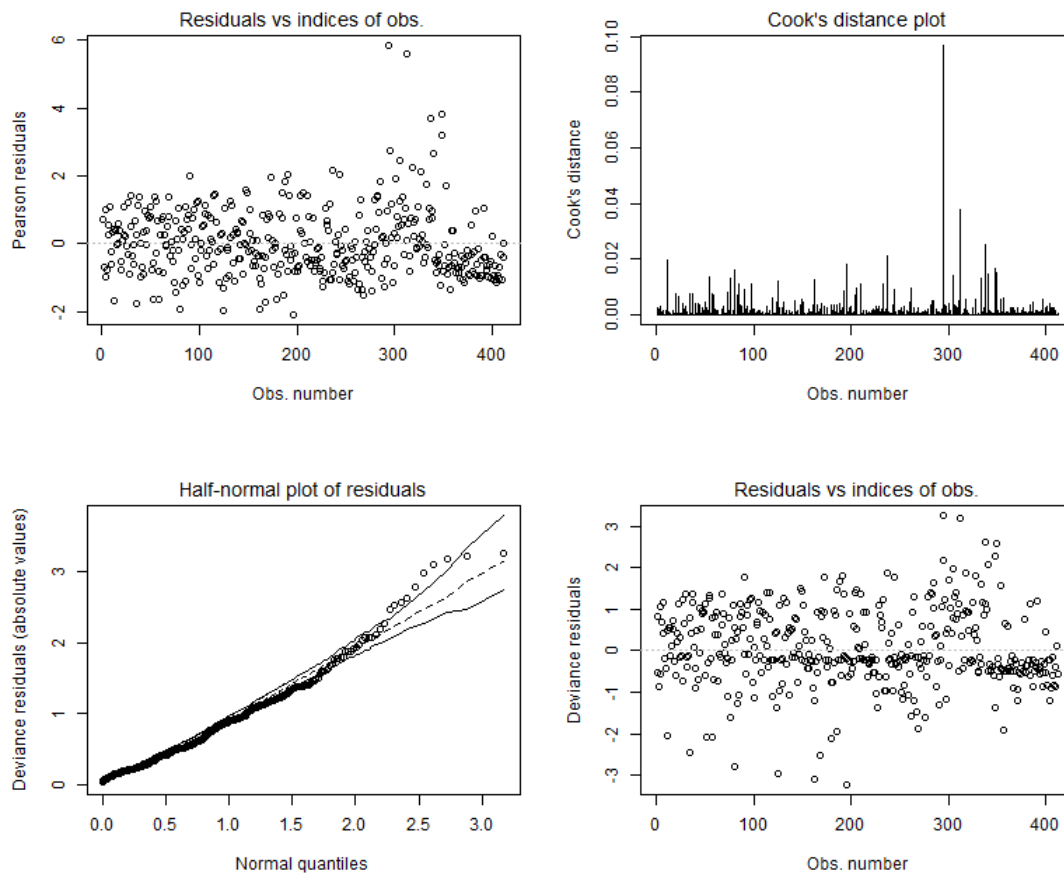 Residuals vs indices of obs.
Pearson residuals
6
4
2
0
-2
0 100 200 300 400
Obs. number
Cook's distance plot
Cook's distance
0.10
0.08
0.06
0.04
0.02
0.00
0 100 200 300 400
Obs. number
Half-normal plot of residuals
Deviance residuals (absolute values)
3
2
1
0
0.0 0.5 1.0 1.5 2.0 2.5 3.0
Normal quantiles
Residuals vs indices of obs.
Deviance residuals
3
2
1
0
-1
-2
-3
0 100 200 300 400
Obs. number